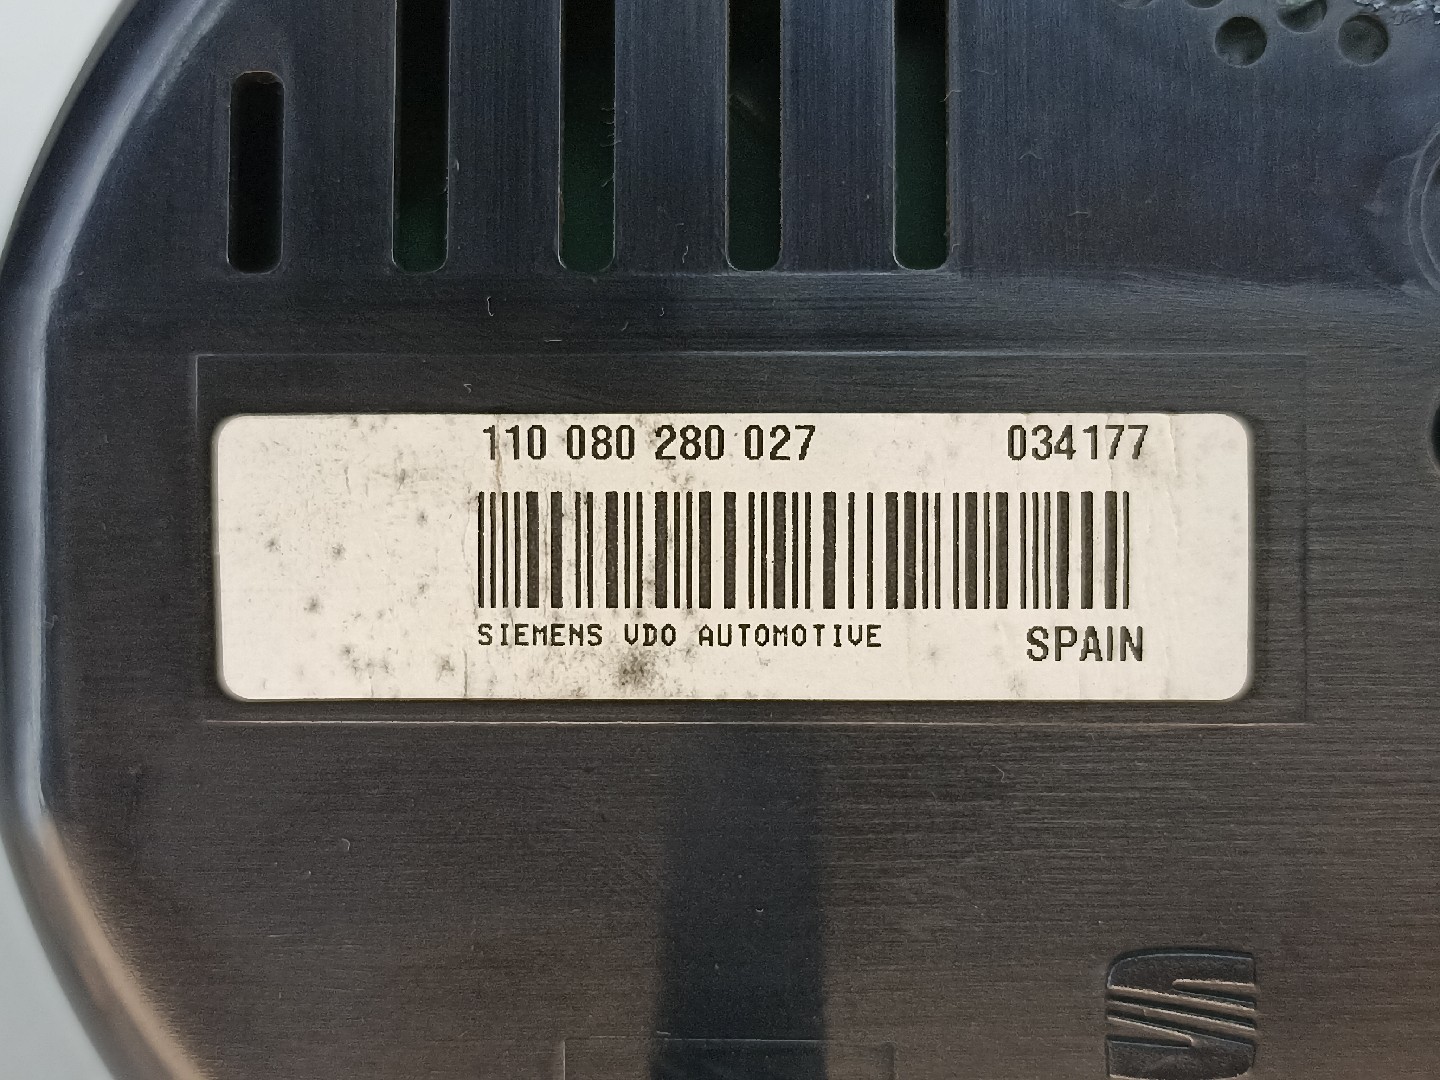 110 080 280 027 034177
SIEMENS VDO AUTOMOTIVE SPAIN